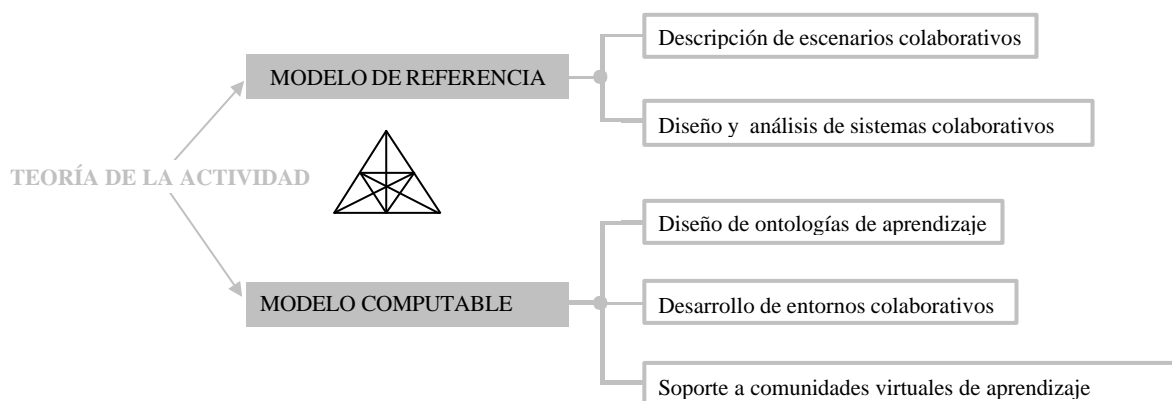 Descripción de escenarios colaborativos
MODELO DE REFERENCIA
Diseño y análisis de sistemas colaborativos
TEORÍA DE LA ACTIVIDAD
Diseño de ontologías de aprendizaje
MODELO COMPUTABLE
Desarrollo de entornos colaborativos
Soporte a comunidades virtuales de aprendizaje